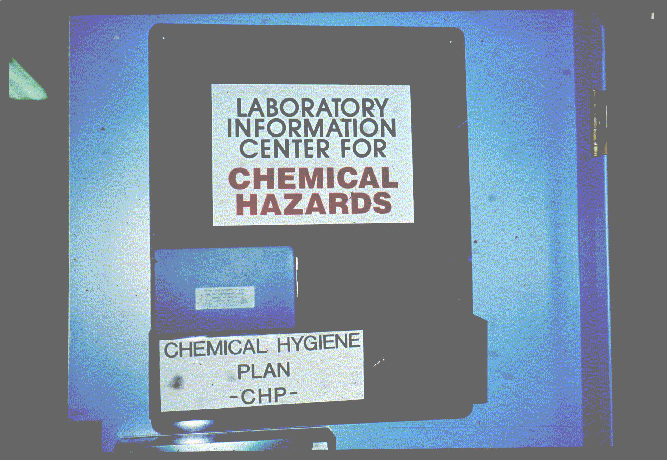 LABORATORY
INFORMATION
CENTER FOR
CHEMICAL
HAZARDS
CHEMICAL HYGIENE
PLAN
-CHP-